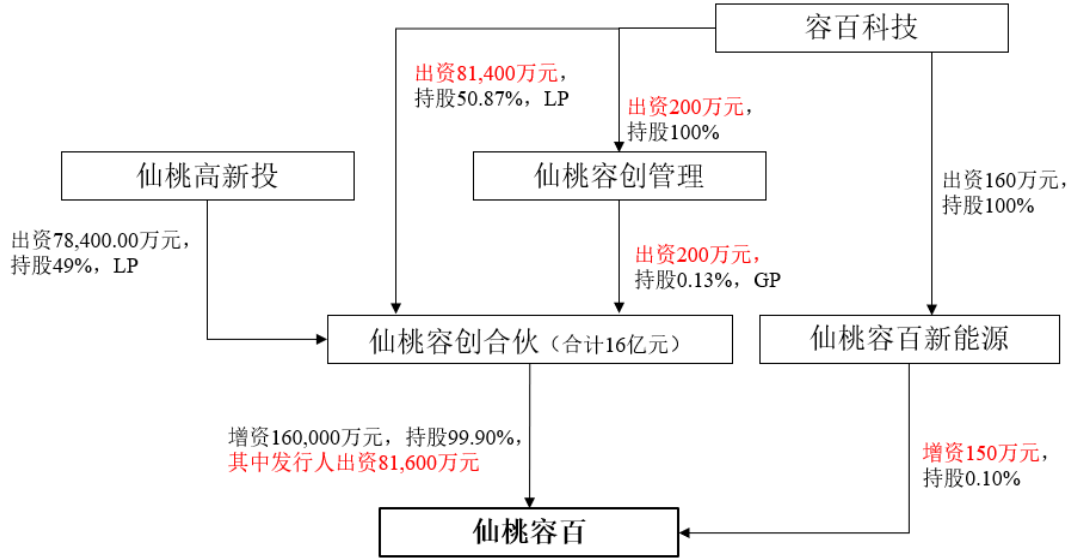 容百科技
出资81,400万元，
持股50.87%，LP
出资200万元，
持股100%
仙桃高新投
仙桃容创管理
出资160万元，
持股100%
出资78,400.00万元，
持股49%，LP
出资200万元，
持股0.13%，GP
仙桃容创合伙（合计16亿元）
仙桃容百新能源
增资160,000万元，持股99.90%，
其中发行人出资81,600万元
增资150万元，
持股0.10%
仙桃容百